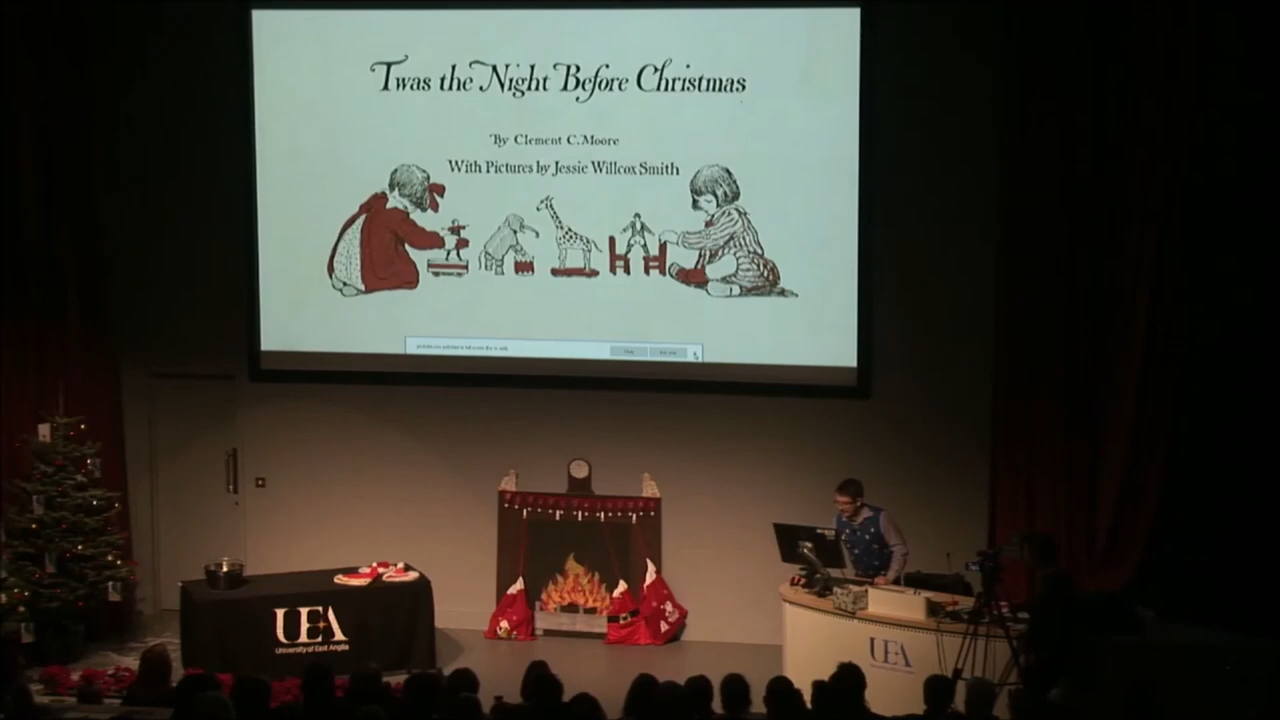 Twas the Night Before Christmas
By Clement C. Moore
With Pictures by Jessie Willcox Smith
UEA
University of East Anglia
UEA